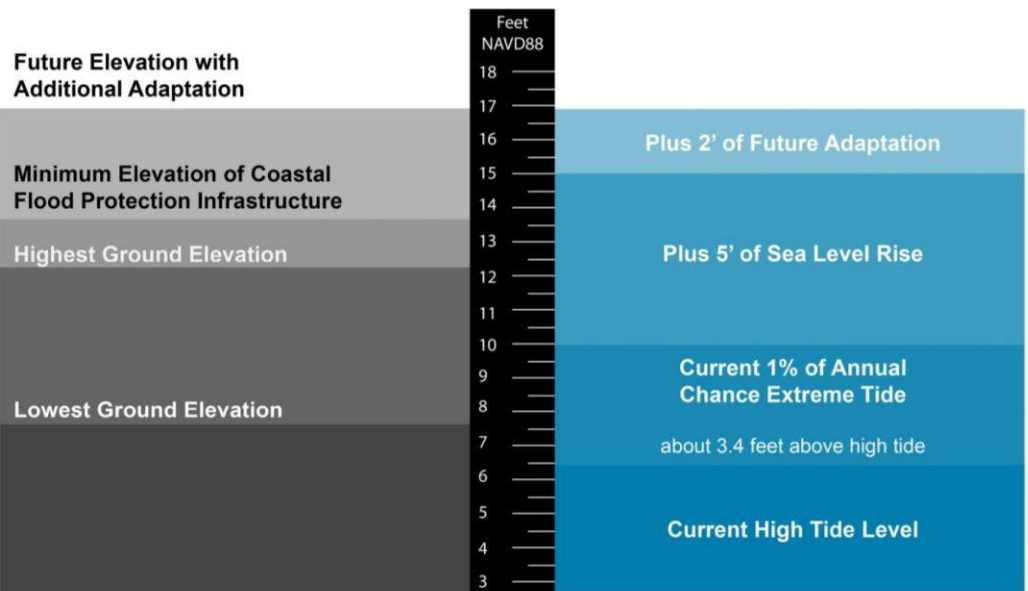 Future Elevation with
Additional Adaptation
Minimum Elevation of Coastal
Flood Protection Infrastructure
Highest Ground Elevation
Lowest Ground Elevation
Feet
NAVD88
18
17
16
15
14
13
12
11
10
9
8
7
6
5
4
3
Plus 2’ of Future Adaptation
Plus 5’ of Sea Level Rise
Current 1% of Annual
Chance Extreme Tide
about 3.4 feet above high tide
Current High Tide Level